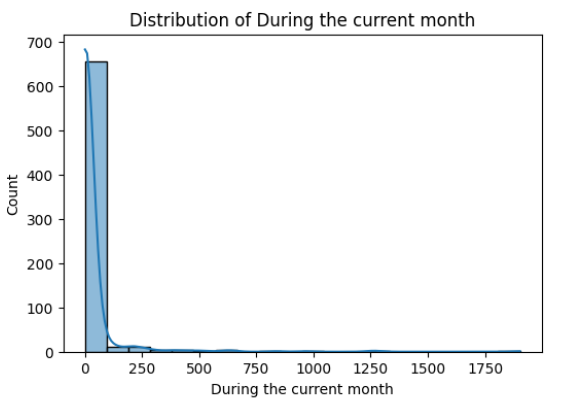 Distribution of During the current month
700
600
500
400
300
200
100
0
Count
0 250 500 750 1000 1250 1500 1750
During the current month